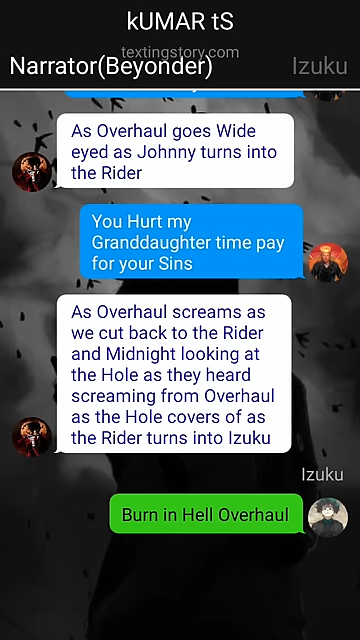 kUMAR tS
textingstory.com
Narrator(Beyonder) Izuku
As Overhaul goes Wide
eyed as Johnny turns into
the Rider
You Hurt my
Granddaughter time pay
for your Sins
As Overhaul screams as
we cut back to the Rider
and Midnight looking at
the Hole as they heard
screaming from Overhaul
as the Hole covers of as
the Rider turns into Izuku
Izuku
Burn in Hell Overhaul